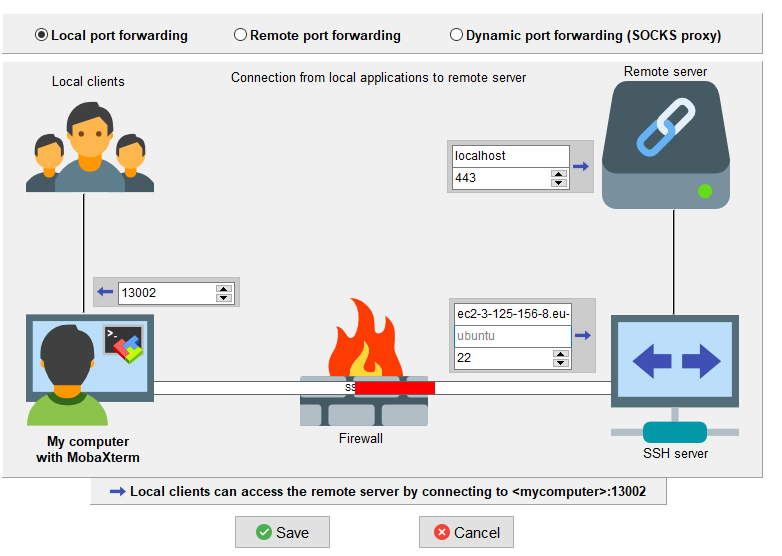 Local port forwarding
Remote port forwarding
Dynamic port forwarding (SOCKS proxy)
Local clients
Connection from local applications to remote server
Remote server
localhost
443
13002
ec2-3-125-156-8.eu-
ubuntu
22
>_
Firewall
My computer
with MobaXterm
SSH server
Local clients can access the remote server by connecting to <mycomputer>:13002
Save
Cancel